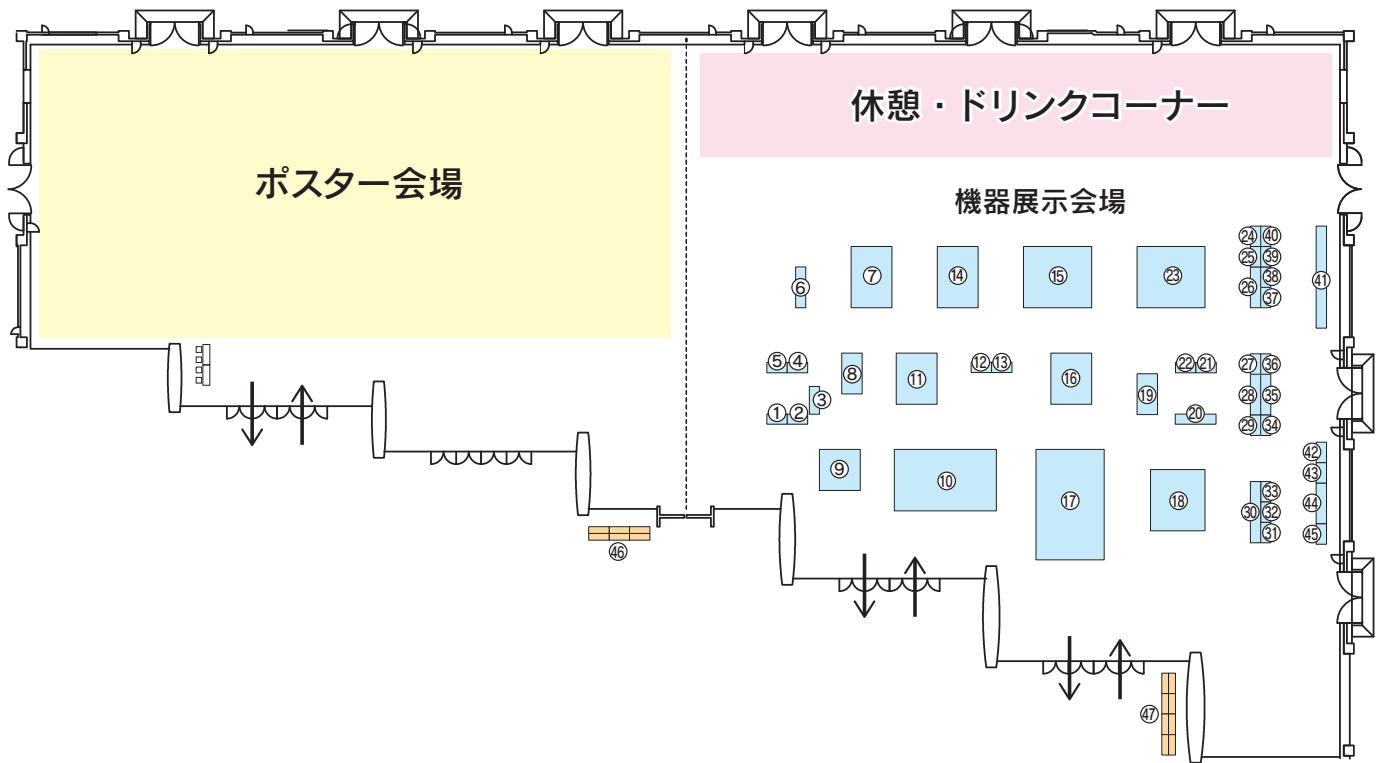 休憩・ドリンクコーナー
ポスター会場
機器展示会場
㉔ ㊵
㉕ ㊴
⑥ ⑦ ⑭ ⑮ ㉓ ㉖ ㊳ ㊶
㊲
⑤ ④ ⑧ ⑪ ⑫ ⑬ ⑯ ㉒ ㉑ ㉗ ㊱
③ ⑲ ㉘ ㉟
① ② ⑳ ㉙ ㉞
㊷
⑨ ⑩ ㊸
⑰ ⑱ ㉝ ㊹
㉚ ㉜
㉛ ㊺
㊻
㊼